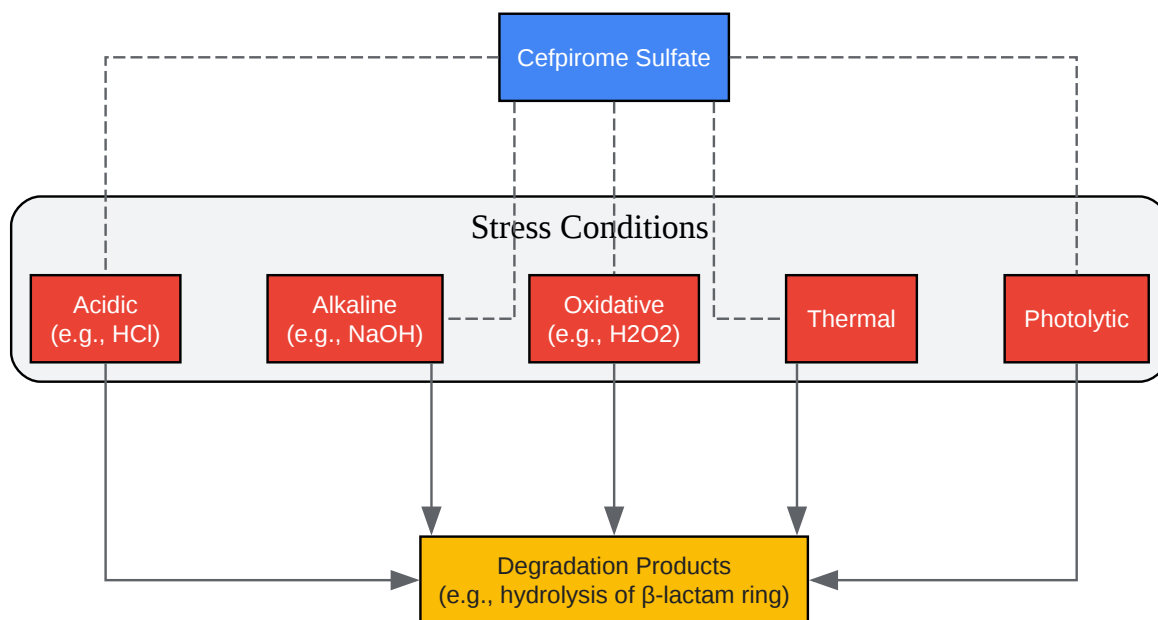 Cefpirome Sulfate
Stress Conditions
Acidic
(e.g., HCl)
Alkaline
(e.g., NaOH)
Oxidative
(e.g., H2O2)
Thermal
Photolytic
Degradation Products
(e.g., hydrolysis of β-lactam ring)